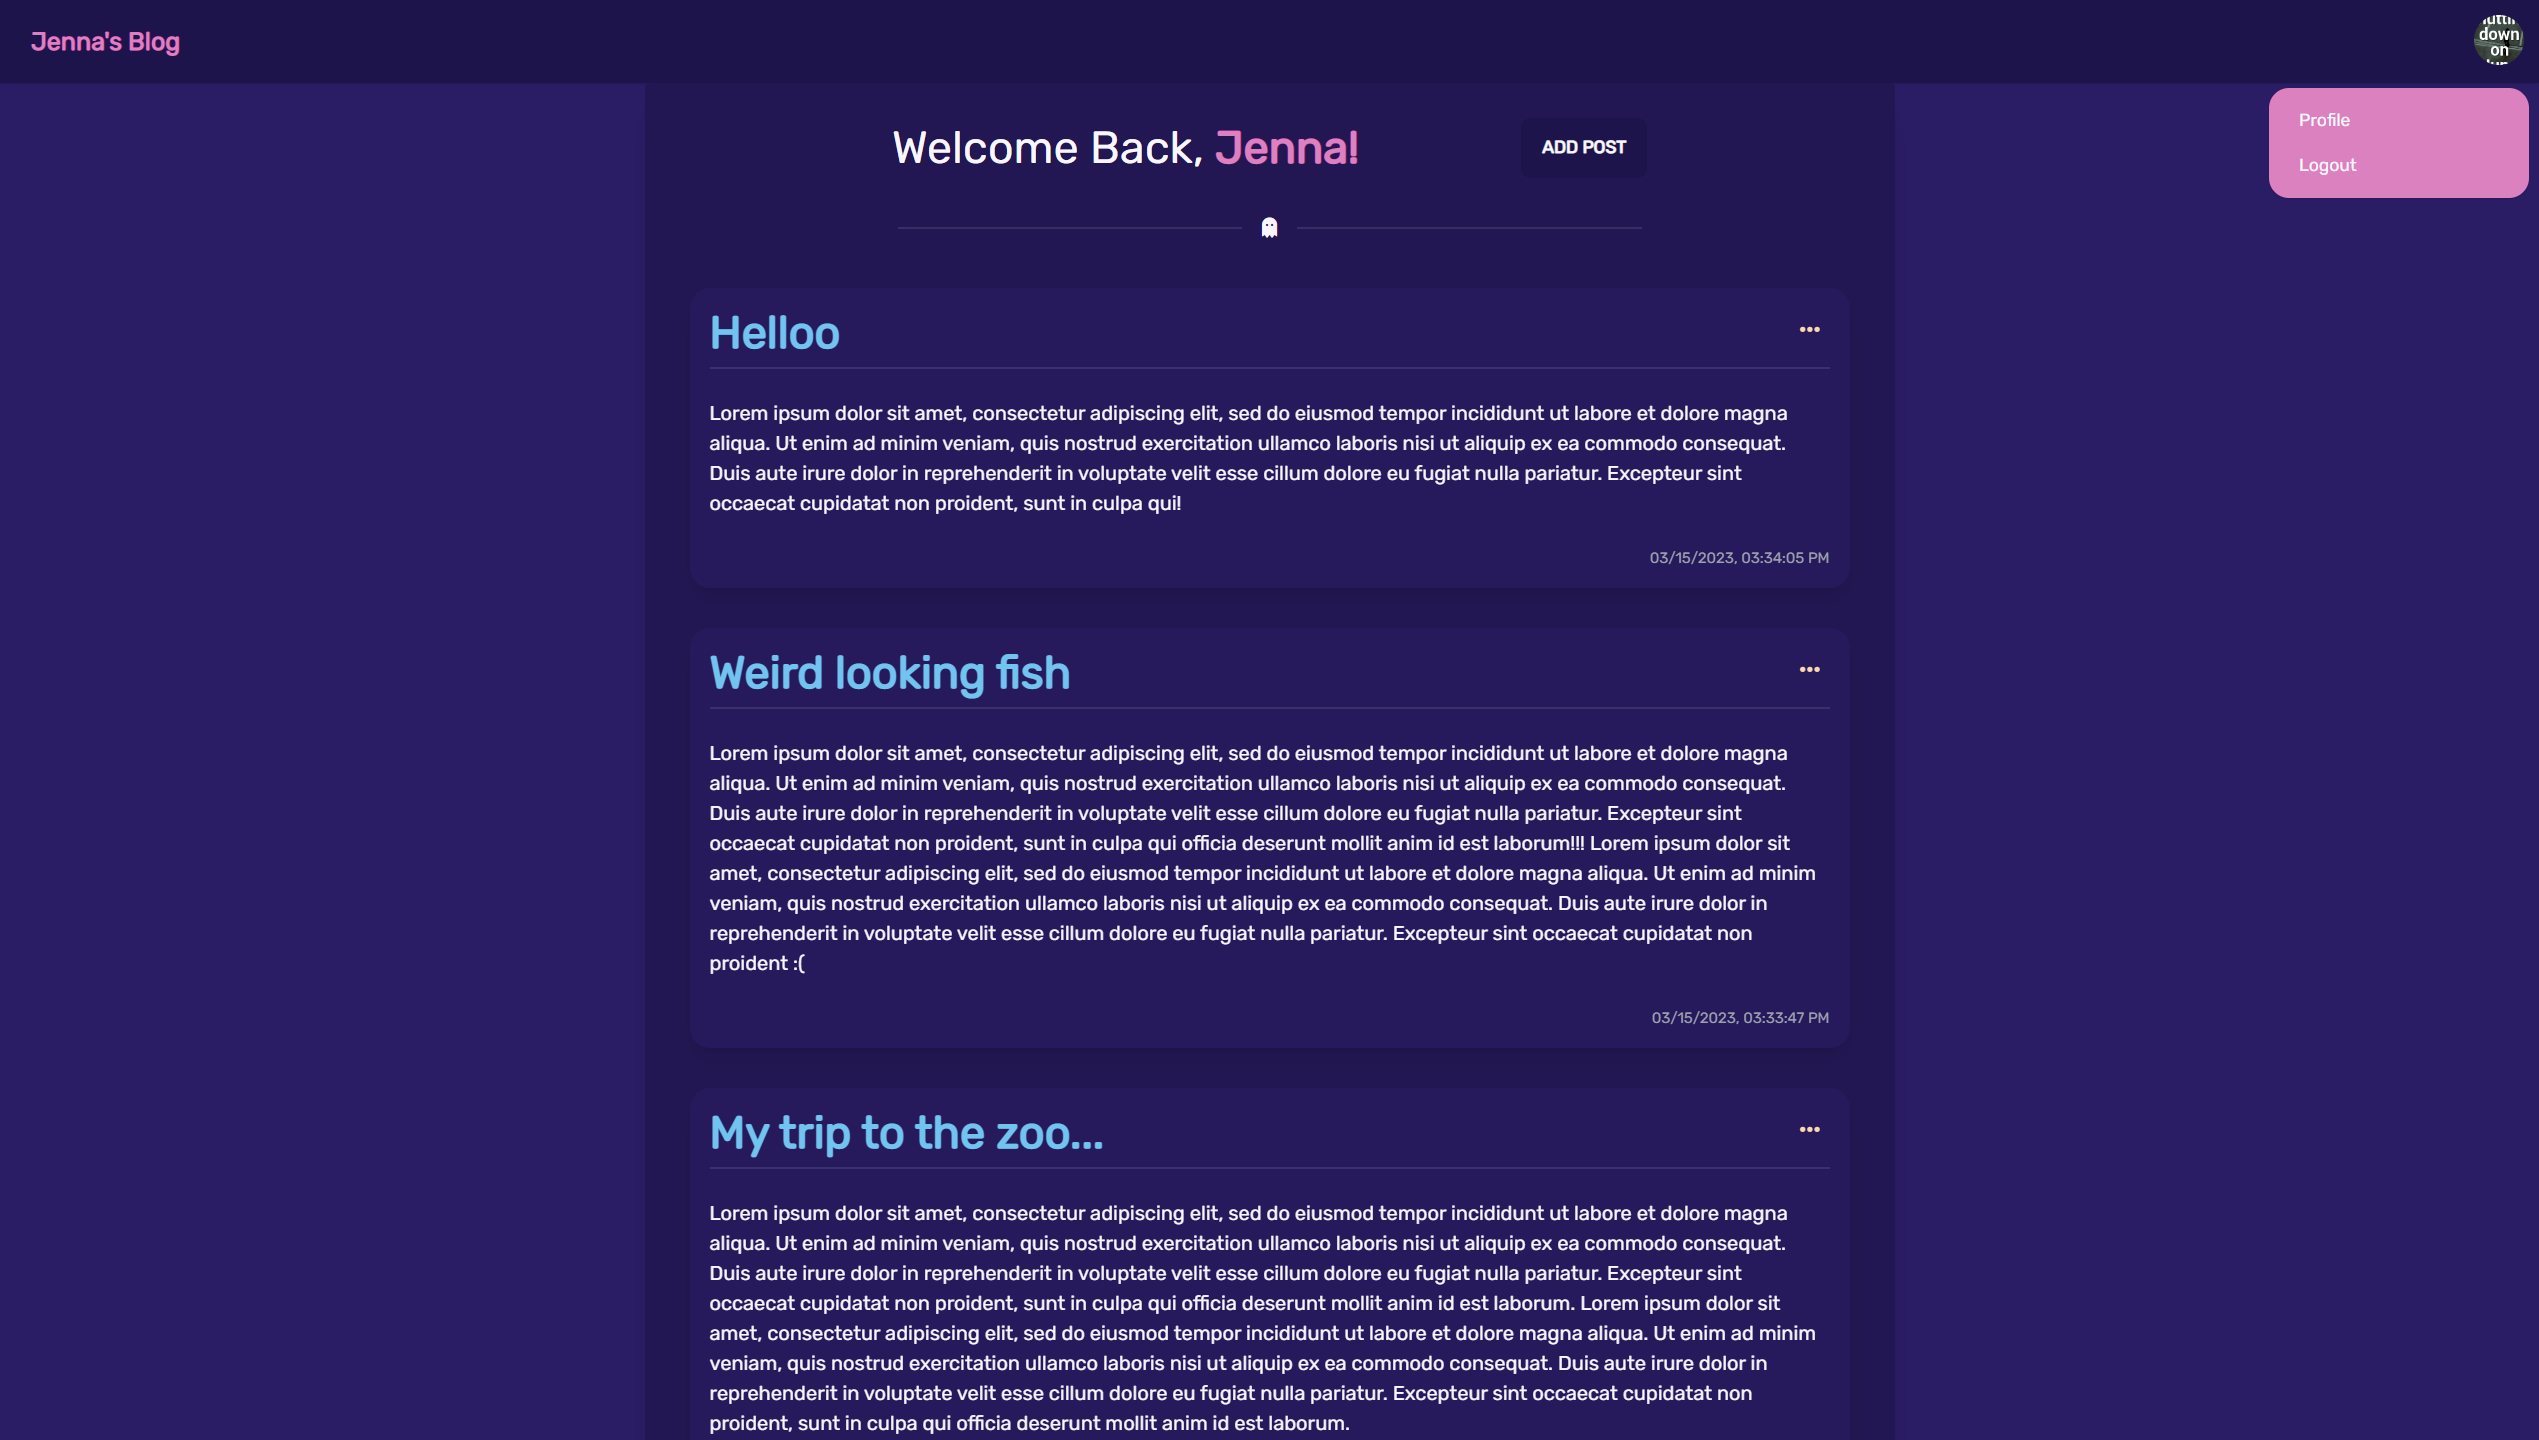 Jenna's Blog
down
on
Profile
Logout
Welcome Back, Jenna!
ADD POST
Helloo
Lorem ipsum dolor sit amet, consectetur adipiscing elit, sed do eiusmod tempor incididunt ut labore et dolore magna
aliqua. Ut enim ad minim veniam, quis nostrud exercitation ullamco laboris nisi ut aliquip ex ea commodo consequat.
Duis aute irure dolor in reprehenderit in voluptate velit esse cillum dolore eu fugiat nulla pariatur. Excepteur sint
occaecat cupidatat non proident, sunt in culpa qui!
03/15/2023, 03:34:05 PM
Weird looking fish
Lorem ipsum dolor sit amet, consectetur adipiscing elit, sed do eiusmod tempor incididunt ut labore et dolore magna
aliqua. Ut enim ad minim veniam, quis nostrud exercitation ullamco laboris nisi ut aliquip ex ea commodo consequat.
Duis aute irure dolor in reprehenderit in voluptate velit esse cillum dolore eu fugiat nulla pariatur. Excepteur sint
occaecat cupidatat non proident, sunt in culpa qui officia deserunt mollit anim id est laborum!!! Lorem ipsum dolor sit
amet, consectetur adipiscing elit, sed do eiusmod tempor incididunt ut labore et dolore magna aliqua. Ut enim ad minim
veniam, quis nostrud exercitation ullamco laboris nisi ut aliquip ex ea commodo consequat. Duis aute irure dolor in
reprehenderit in voluptate velit esse cillum dolore eu fugiat nulla pariatur. Excepteur sint occaecat cupidatat non
proident :(
03/15/2023, 03:33:47 PM
My trip to the zoo...
Lorem ipsum dolor sit amet, consectetur adipiscing elit, sed do eiusmod tempor incididunt ut labore et dolore magna
aliqua. Ut enim ad minim veniam, quis nostrud exercitation ullamco laboris nisi ut aliquip ex ea commodo consequat.
Duis aute irure dolor in reprehenderit in voluptate velit esse cillum dolore eu fugiat nulla pariatur. Excepteur sint
occaecat cupidatat non proident, sunt in culpa qui officia deserunt mollit anim id est laborum. Lorem ipsum dolor sit
amet, consectetur adipiscing elit, sed do eiusmod tempor incididunt ut labore et dolore magna aliqua. Ut enim ad minim
veniam, quis nostrud exercitation ullamco laboris nisi ut aliquip ex ea commodo consequat. Duis aute irure dolor in
reprehenderit in voluptate velit esse cillum dolore eu fugiat nulla pariatur. Excepteur sint occaecat cupidatat non
proident, sunt in culpa qui officia deserunt mollit anim id est laborum.